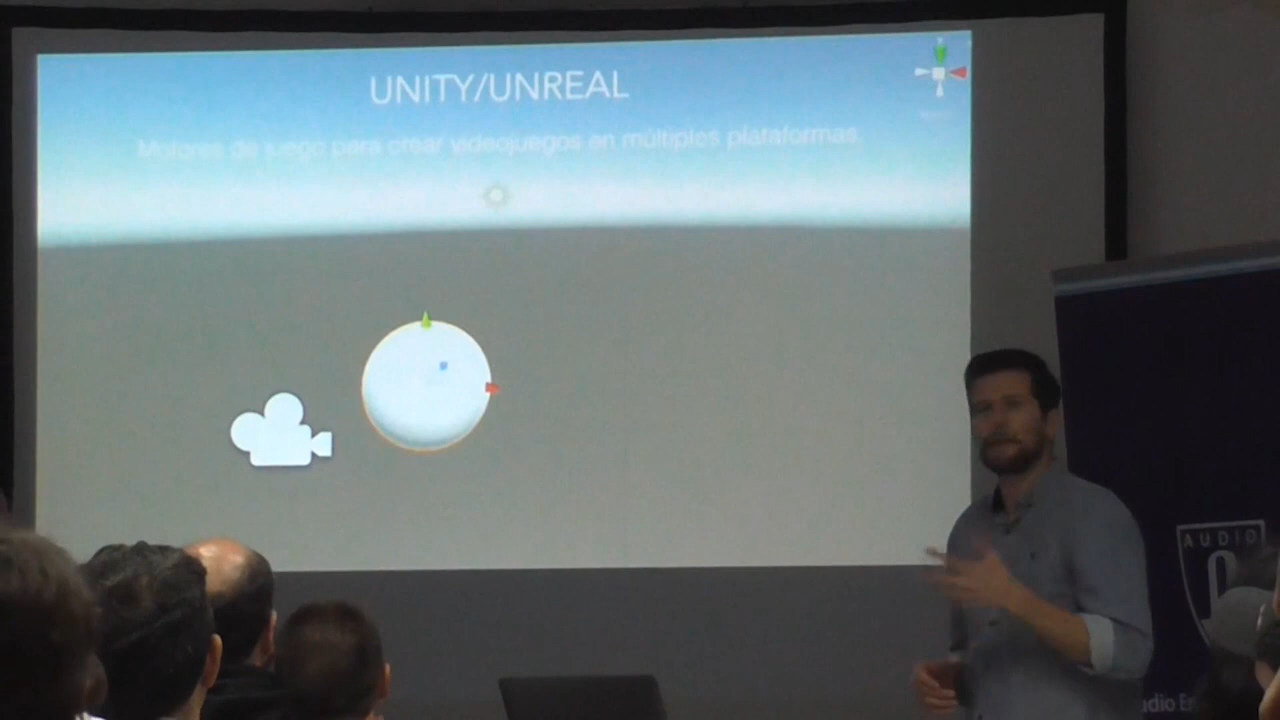 UNITY/UNREAL
Motores de juego para crear videojuegos en múltiples plataformas.
AUDIO